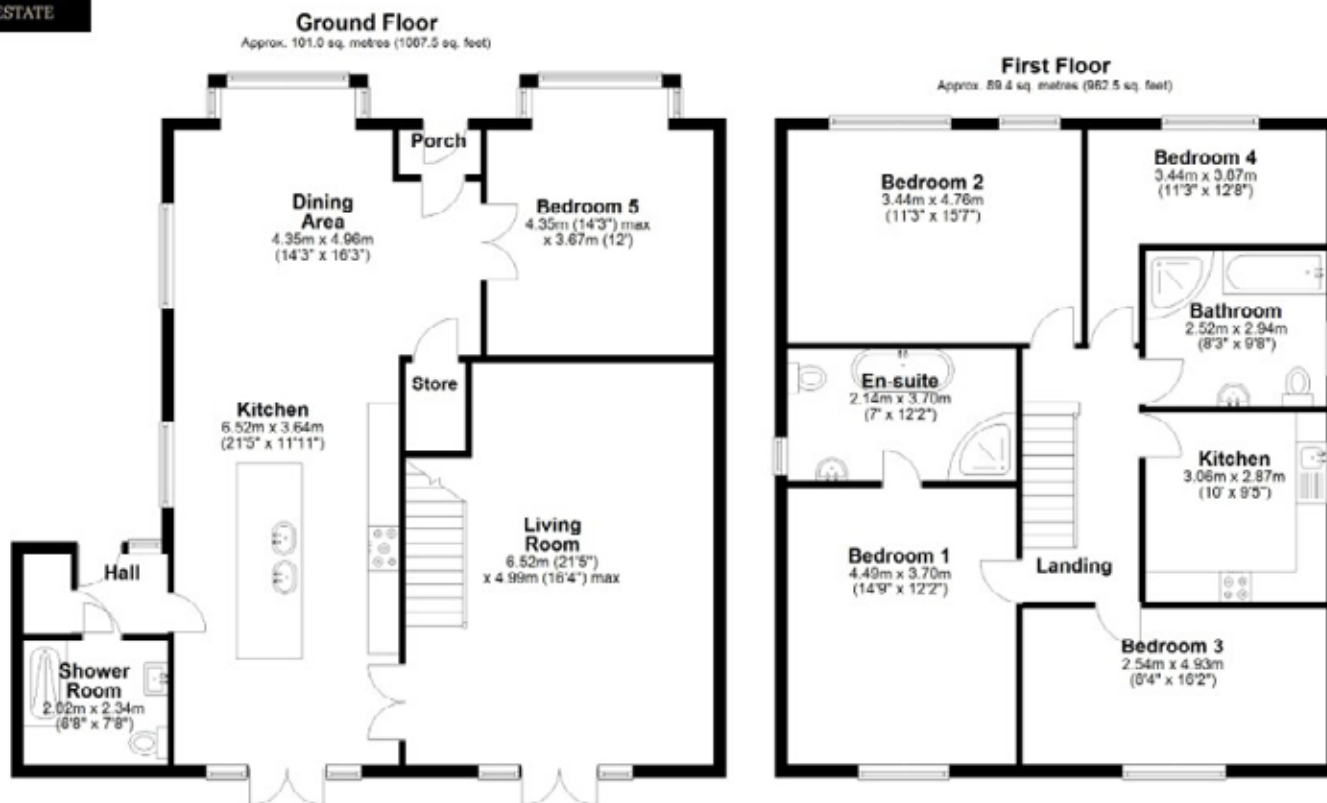 ESTATE
Ground Floor
Approx. 101.0 sq. metres (1087.5 sq. feet)
Porch
Dining
Area
4.35m x 4.96m
(14'3" x 16'3")
Bedroom 5
4.35m (14'3") max
x 3.67m (12')
Store
Kitchen
6.52m x 3.64m
(21'5" x 11'11")
Living
Room
6.52m (21'5")
x 4.99m (16'4") max
Hall
Shower
Room
2.02m x 2.34m
(6'8" x 7'8")
First Floor
Approx. 89.4 sq. metres (962.5 sq. feet)
Bedroom 2
3.44m x 4.76m
(11'3" x 15'7")
Bedroom 4
3.44m x 3.87m
(11'3" x 12'8")
Bathroom
2.52m x 2.94m
(8'3" x 9'8")
En-suite
2.14m x 3.70m
(7' x 12'2")
Kitchen
3.06m x 2.87m
(10' x 9'5")
Bedroom 1
4.49m x 3.70m
(14'9" x 12'2")
Landing
Bedroom 3
2.54m x 4.93m
(8'4" x 16'2")